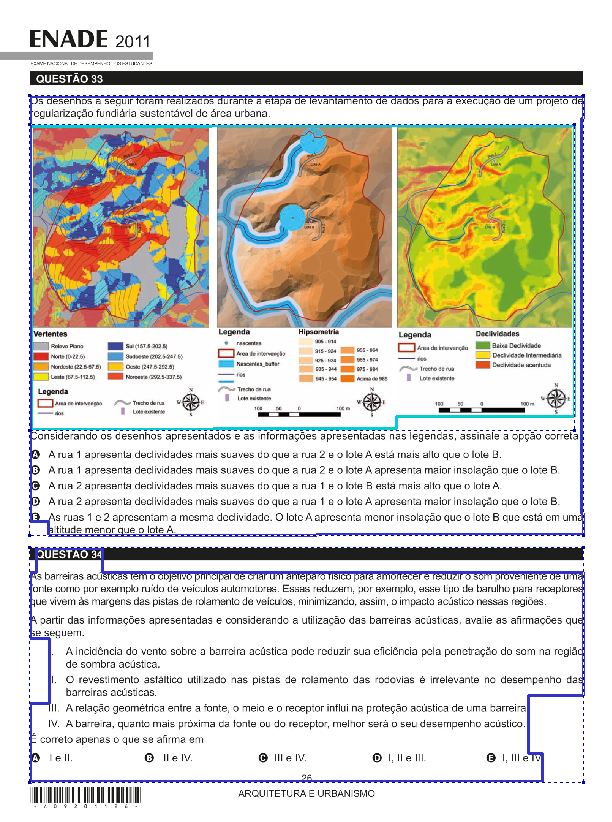 ENADE 2011
EXAME NACIONAL DE DESEMPENHO DOS ESTUDANTES
QUESTÃO 33
Os desenhos a seguir foram realizados durante a etapa de levantamento de dados para a execução de um projeto de
regularização fundiária sustentável de área urbana.
Vertentes
Relevo Plano
Norte (0-22.5)
Nordeste (22.5-67.5)
Leste (67.5-112.5)
Sul (157.5-202.5)
Sudoeste (202.5-247.5)
Oeste (247.5-292.5)
Noroeste (292.5-337.5)
Legenda
Área de intervenção
rios
Trecho de rua
Lote existente
N
W E
S
Legenda
nascentes
Área de intervenção
Nascentes_buffer
rios
Trecho de rua
Lote existente
Hipsometria
905 - 914
915 - 924
925 - 934
935 - 944
945 - 954
955 - 964
965 - 974
975 - 984
Acima de 985
100 50 0 100 m
N
W E
S
Legenda
Área de intervenção
rios
Trecho de rua
Lote existente
Declividades
Baixa Declividade
Declividade Intermediária
Declividade acentuda
100 50 0 100 m
N
W E
S
Considerando os desenhos apresentados e as informações apresentadas nas legendas, assinale a opção correta
A A rua 1 apresenta declividades mais suaves do que a rua 2 e o lote A está mais alto que o lote B.
B A rua 1 apresenta declividades mais suaves do que a rua 2 e o lote A apresenta maior insolação que o lote B.
C A rua 2 apresenta declividades mais suaves do que a rua 1 e o lote B está mais alto que o lote A.
D A rua 2 apresenta declividades mais suaves do que a rua 1 e o lote A apresenta maior insolação que o lote B.
E As ruas 1 e 2 apresentam a mesma declividade. O lote A apresenta menor insolação que o lote B que está em uma
altitude menor que o lote A.
QUESTÃO 34
As barreiras acústicas têm o objetivo principal de criar um anteparo físico para amortecer e reduzir o som proveniente de uma
fonte como por exemplo ruído de veículos automotores. Essas reduzem, por exemplo, esse tipo de barulho para receptores
que vivem às margens das pistas de rolamento de veículos, minimizando, assim, o impacto acústico nessas regiões.
A partir das informações apresentadas e considerando a utilização das barreiras acústicas, avalie as afirmações que
se seguem.
I. A incidência do vento sobre a barreira acústica pode reduzir sua eficiência pela penetração do som na região
de sombra acústica.
II. O revestimento asfáltico utilizado nas pistas de rolamento das rodovias é irrelevante no desempenho das
barreiras acústicas.
III. A relação geométrica entre a fonte, o meio e o receptor influi na proteção acústica de uma barreira
IV. A barreira, quanto mais próxima da fonte ou do receptor, melhor será o seu desempenho acústico.
É correto apenas o que se afirma em
A I e II. B II e IV. C III e IV. D I, II e III. E I, III e IV
26
ARQUITETURA E URBANISMO